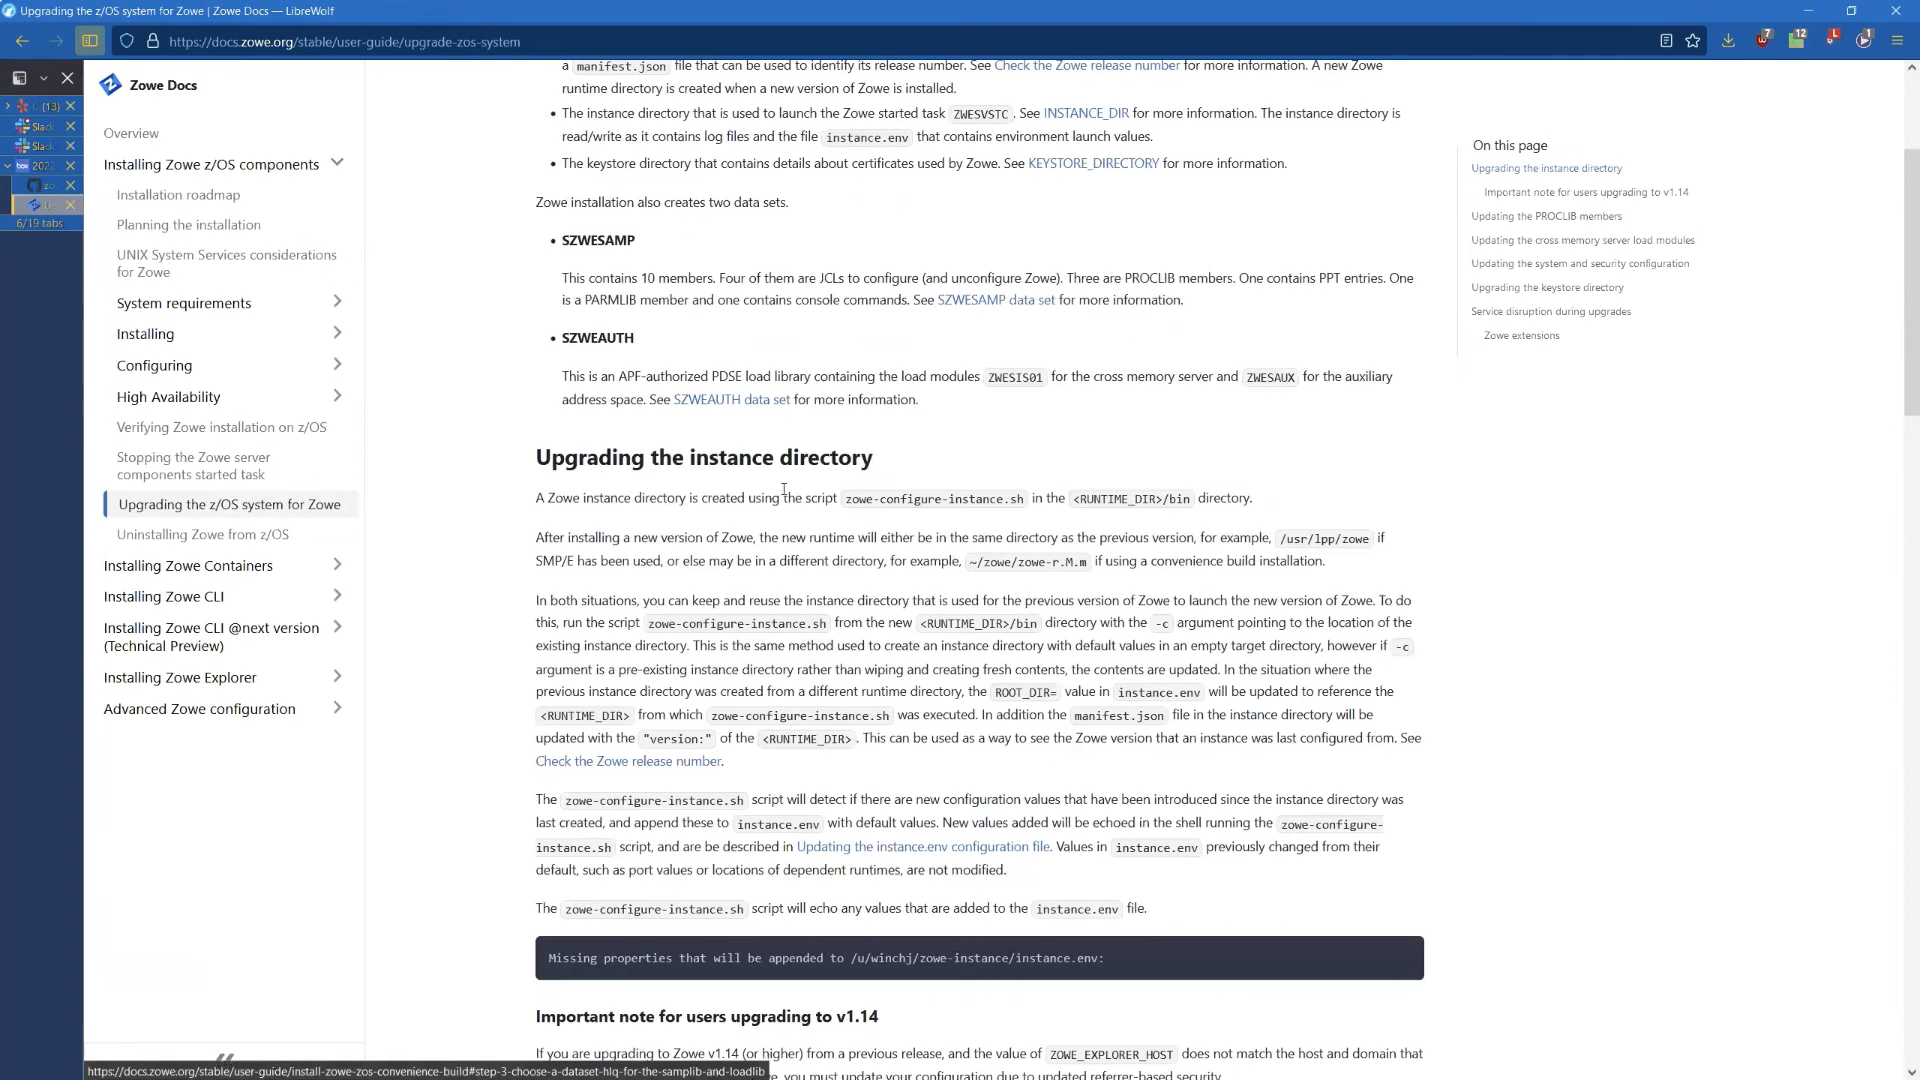 Upgrading the z/OS system for Zowe | Zowe Docs — LibreWolf
https://docs.zowe.org/stable/user-guide/upgrade-zos-system
7
12
L
1
(13)
Slack
Slack
box 2022
zo
Up
6/19 tabs
Zowe Docs
Overview
Installing Zowe z/OS components
Installation roadmap
Planning the installation
UNIX System Services considerations
for Zowe
System requirements
Installing
Configuring
High Availability
Verifying Zowe installation on z/OS
Stopping the Zowe server
components started task
Upgrading the z/OS system for Zowe
Uninstalling Zowe from z/OS
Installing Zowe Containers
Installing Zowe CLI
Installing Zowe CLI @next version
(Technical Preview)
Installing Zowe Explorer
Advanced Zowe configuration
a manifest.json file that can be used to identify its release number. See Check the Zowe release number for more information. A new Zowe
runtime directory is created when a new version of Zowe is installed.
• The instance directory that is used to launch the Zowe started task ZWESVSTC. See INSTANCE_DIR for more information. The instance directory is
read/write as it contains log files and the file instance.env that contains environment launch values.
• The keystore directory that contains details about certificates used by Zowe. See KEYSTORE_DIRECTORY for more information.
Zowe installation also creates two data sets.
• SZWESAMP
This contains 10 members. Four of them are JCLs to configure (and unconfigure Zowe). Three are PROCLIB members. One contains PPT entries. One
is a PARMLIB member and one contains console commands. See SZWESAMP data set for more information.
• SZWEAUTH
This is an APF-authorized PDSE load library containing the load modules ZWESIS01 for the cross memory server and ZWESAUX for the auxiliary
address space. See SZWEAUTH data set for more information.
Upgrading the instance directory
A Zowe instance directory is created using the script zowe-configure-instance.sh in the <RUNTIME_DIR>/bin directory.
After installing a new version of Zowe, the new runtime will either be in the same directory as the previous version, for example, /usr/lpp/zowe if
SMP/E has been used, or else may be in a different directory, for example, ~/zowe/zowe-r.M.m if using a convenience build installation.
In both situations, you can keep and reuse the instance directory that is used for the previous version of Zowe to launch the new version of Zowe. To do
this, run the script zowe-configure-instance.sh from the new <RUNTIME_DIR>/bin directory with the -c argument pointing to the location of the
existing instance directory. This is the same method used to create an instance directory with default values in an empty target directory, however if -c
argument is a pre-existing instance directory rather than wiping and creating fresh contents, the contents are updated. In the situation where the
previous instance directory was created from a different runtime directory, the ROOT_DIR= value in instance.env will be updated to reference the
<RUNTIME_DIR> from which zowe-configure-instance.sh was executed. In addition the manifest.json file in the instance directory will be
updated with the "version:" of the <RUNTIME_DIR>. This can be used as a way to see the Zowe version that an instance was last configured from. See
Check the Zowe release number.
The zowe-configure-instance.sh script will detect if there are new configuration values that have been introduced since the instance directory was
last created, and append these to instance.env with default values. New values added will be echoed in the shell running the zowe-configure-
instance.sh script, and are be described in Updating the instance.env configuration file. Values in instance.env previously changed from their
default, such as port values or locations of dependent runtimes, are not modified.
The zowe-configure-instance.sh script will echo any values that are added to the instance.env file.
Missing properties that will be appended to /u/winchj/zowe-instance/instance.env:
Important note for users upgrading to v1.14
If you are upgrading to Zowe v1.14 (or higher) from a previous release, and the value of ZOWE_EXPLORER_HOST does not match the host and domain that
, you must update your configuration due to updated referrer-based security
On this page
Upgrading the instance directory
Important note for users upgrading to v1.14
Updating the PROCLIB members
Updating the cross memory server load modules
Updating the system and security configuration
Upgrading the keystore directory
Service disruption during upgrades
Zowe extensions
https://docs.zowe.org/stable/user-guide/install-zowe-zos-convenience-build#step-3-choose-a-dataset-hlq-for-the-samplib-and-loadlib